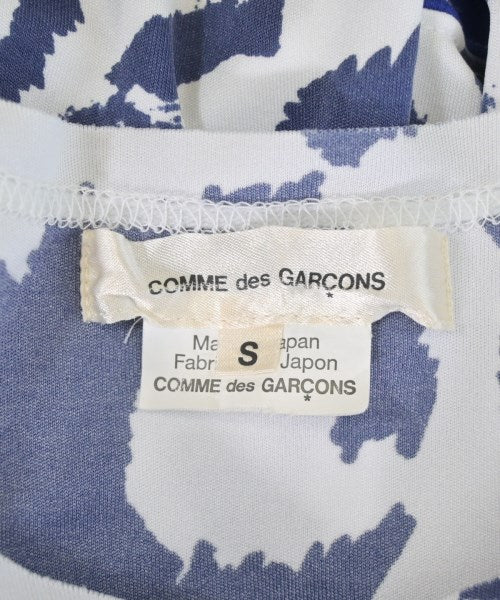 COMME des GARÇONS
*
Ma apan
S
Fabri Japon
COMME des GARÇONS
*